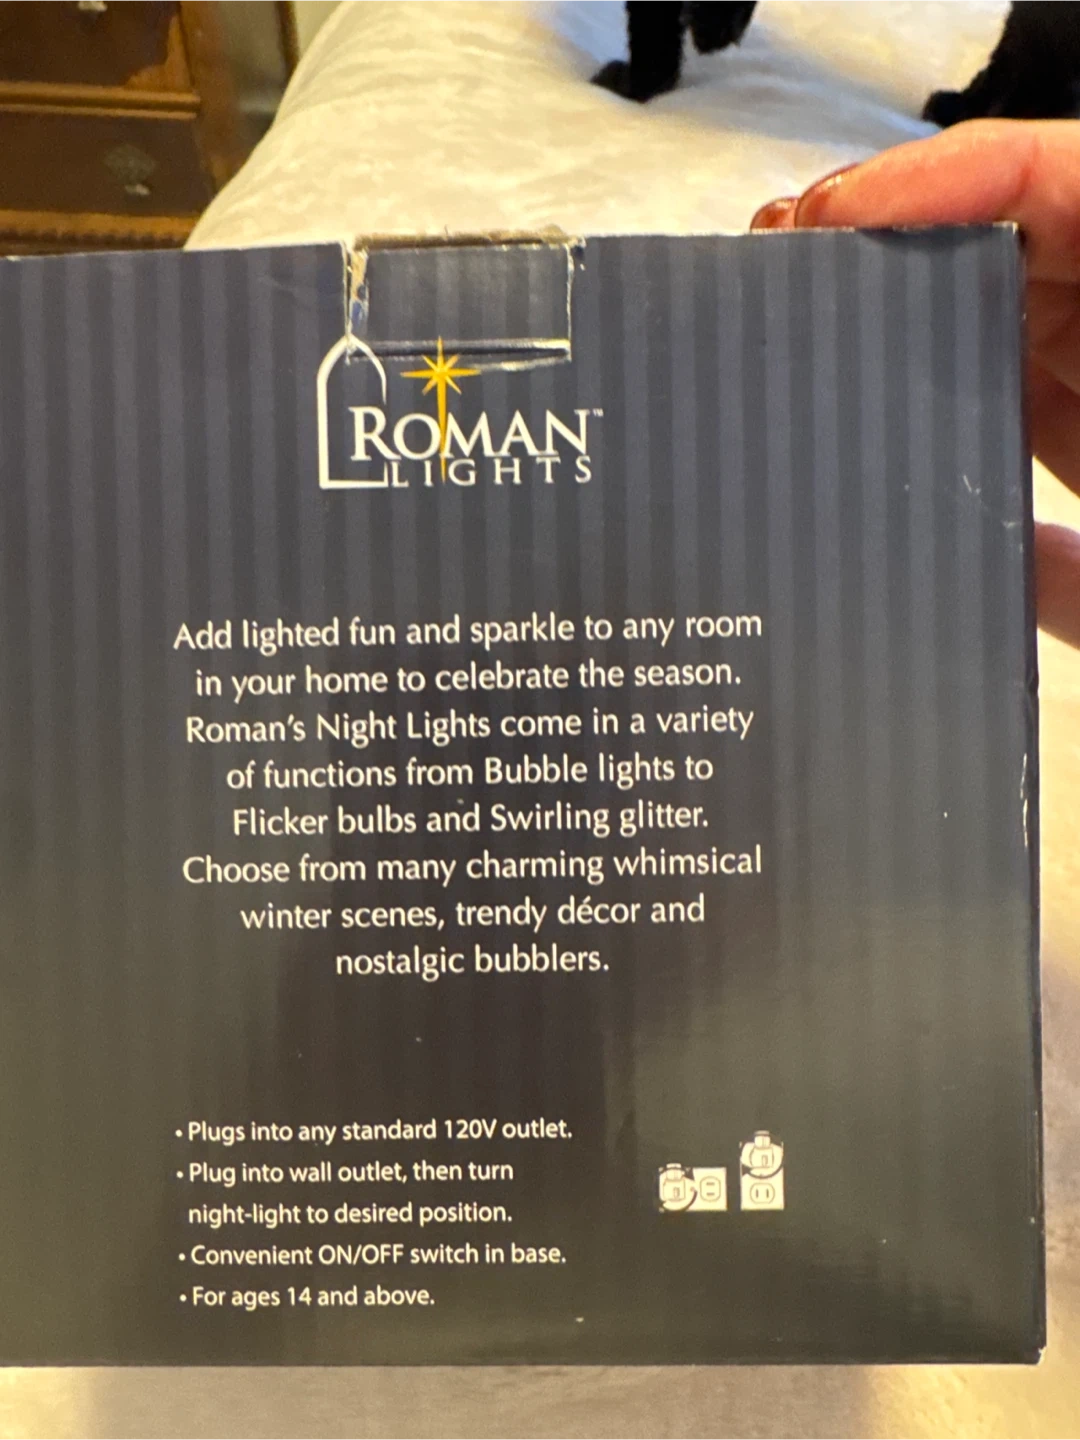 ROMAN™
LIGHTS
Add lighted fun and sparkle to any room
in your home to celebrate the season.
Roman's Night Lights come in a variety
of functions from Bubble lights to
Flicker bulbs and Swirling glitter.
Choose from many charming whimsical
winter scenes, trendy décor and
nostalgic bubblers.
• Plugs into any standard 120V outlet.
• Plug into wall outlet, then turn
night-light to desired position.
• Convenient ON/OFF switch in base.
• For ages 14 and above.